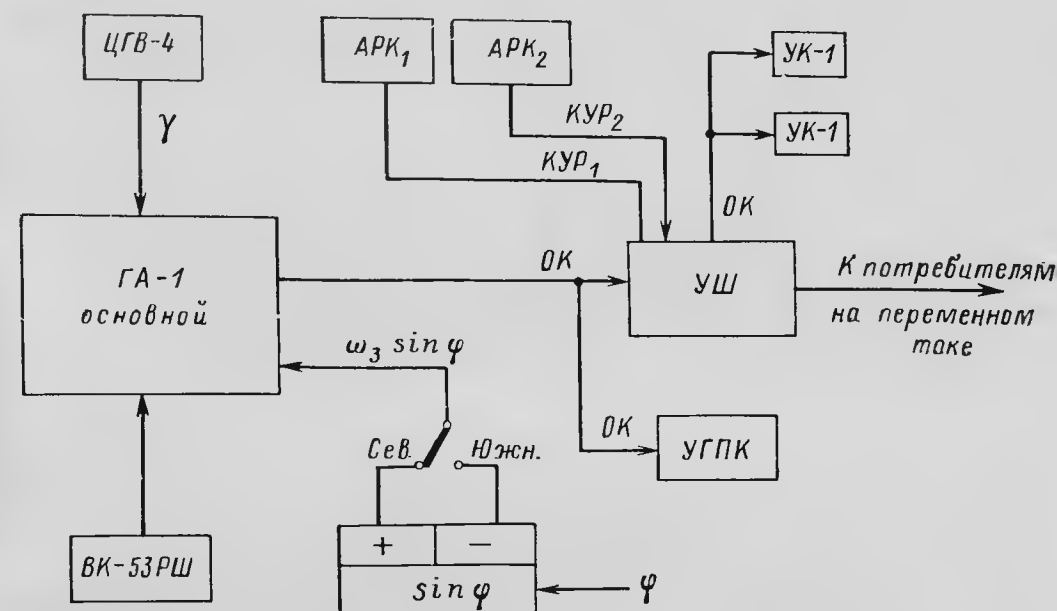 ЦГВ-4
АРК₁
АРК₂
УК-1
УК-1
γ
КУР₂
КУР₁
ОК
ГА-1
основной
ОК
УШ
К потребителям
на переменном
токе
ω₃ sin φ
Сев.
Южн.
ОК
УГПК
ВК-53РШ
+
−
sin φ
φ